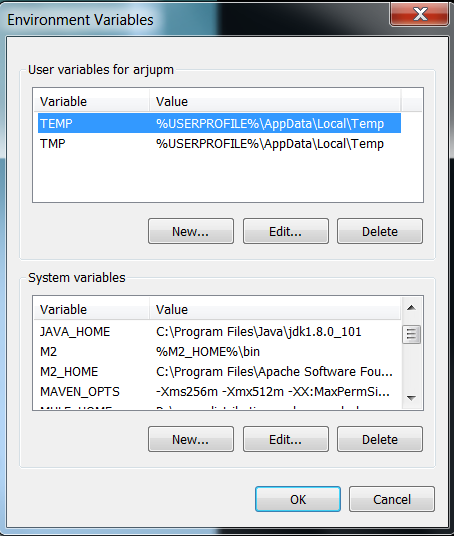 Environment Variables
User variables for arjupm
Variable Value
TEMP %USERPROFILE%\AppData\Local\Temp
TMP %USERPROFILE%\AppData\Local\Temp
New... Edit... Delete
System variables
Variable Value
JAVA_HOME C:\Program Files\Java\jdk1.8.0_101
M2 %M2_HOME%\bin
M2_HOME C:\Program Files\Apache Software Fou...
MAVEN_OPTS -Xms256m -Xmx512m -XX:MaxPermSi...
New... Edit... Delete
OK Cancel